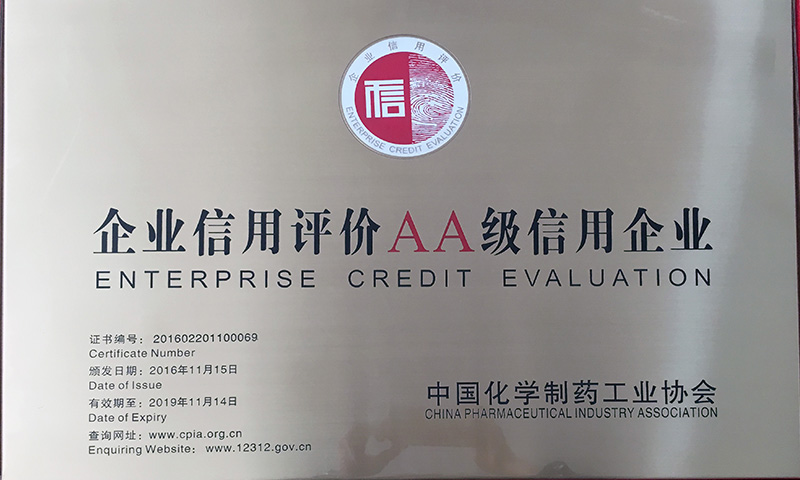 企业信用评价
信
ENTERPRISE CREDIT EVALUATION
企业信用评价AA级信用企业
ENTERPRISE CREDIT EVALUATION
证书编号：201602201100069
Certificate Number
颁发日期：2016年11月15日
Date of Issue
有效期至：2019年11月14日
Date of Expiry
查询网址：www.cpia.org.cn
Enquiring Website：www.12312.gov.cn
中国化学制药工业协会
CHINA PHARMACEUTICAL INDUSTRY ASSOCIATION